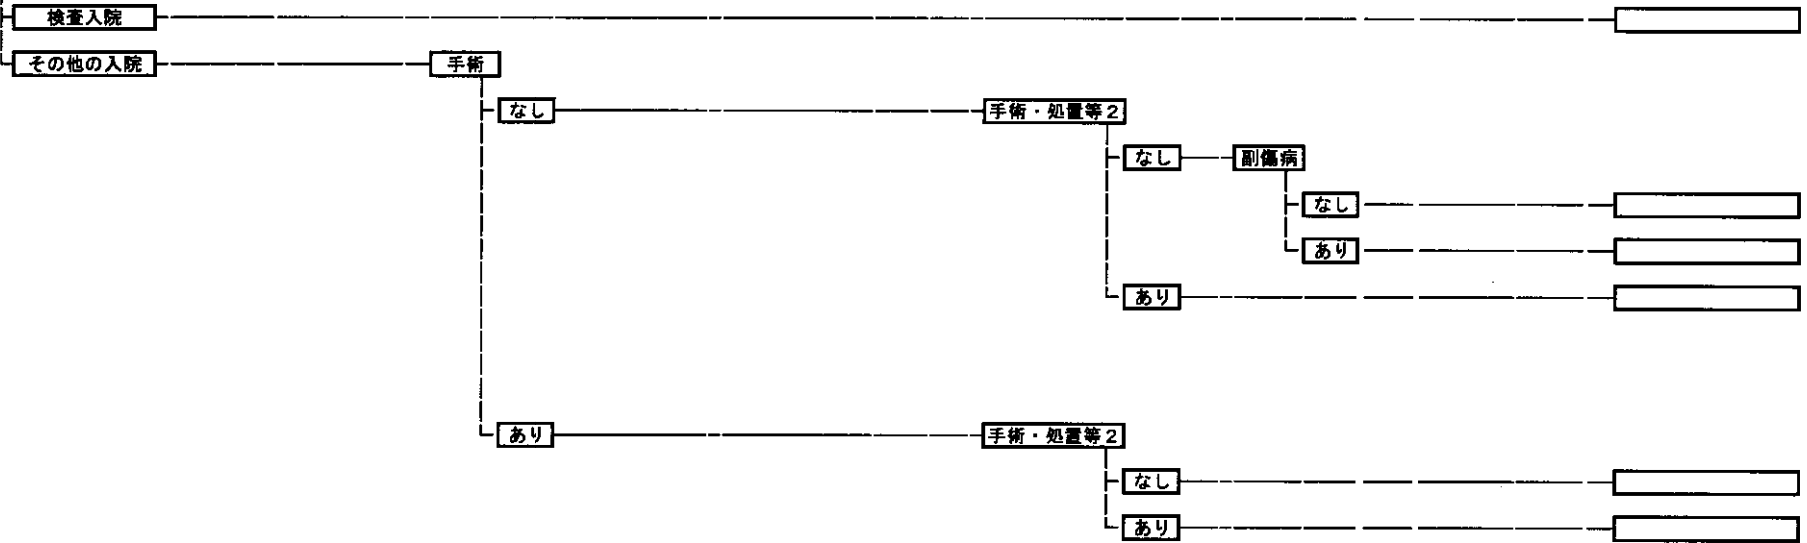 検査入院
その他の入院 手術
なし 手術・処置等2
なし 副傷病
なし
あり
あり
あり 手術・処置等2
なし
あり